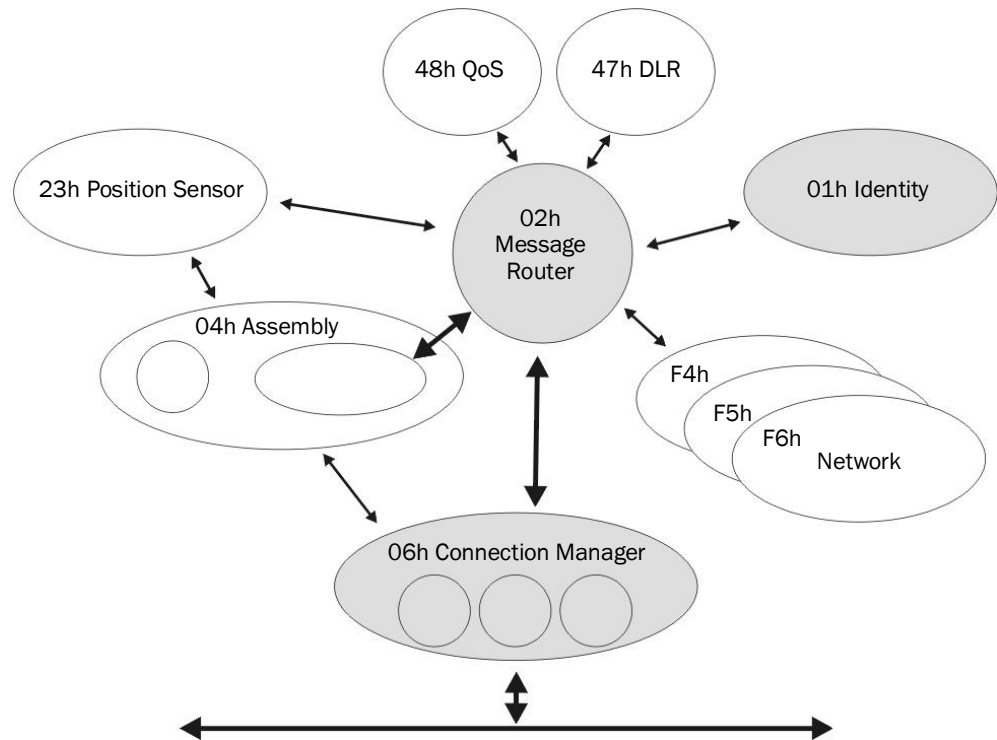 48h QoS
47h DLR
23h Position Sensor
02h
Message
Router
01h Identity
04h Assembly
F4h
F5h
F6h
Network
06h Connection Manager